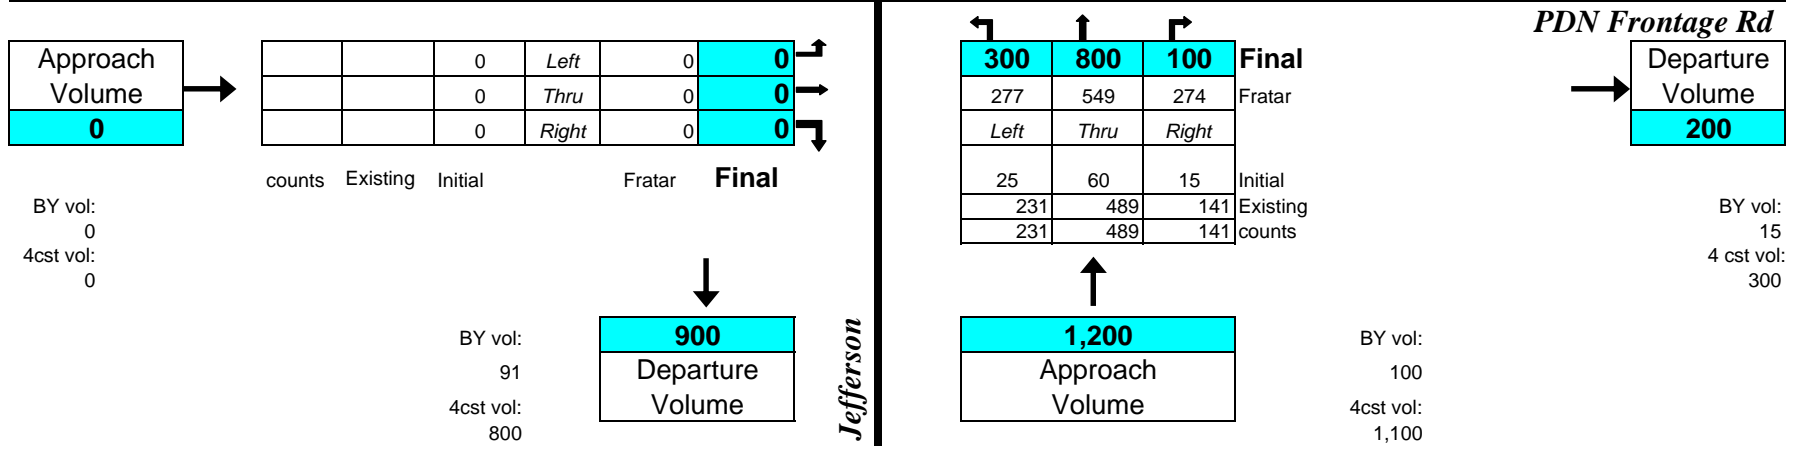 PDN Frontage Rd
Approach
Volume
0
0 Left 0 0
0 Thru 0 0
0 Right 0 0
counts Existing Initial Fratar Final
BY vol:
0
4cst vol:
0
BY vol:
91
4cst vol:
800
900
Departure
Volume
Jefferson
300 800 100 Final
277 549 274 Fratar
Left Thru Right
25 60 15 Initial
231 489 141 Existing
231 489 141 counts
1,200
Approach
Volume
BY vol:
100
4cst vol:
1,100
Departure
Volume
200
BY vol:
15
4 cst vol:
300